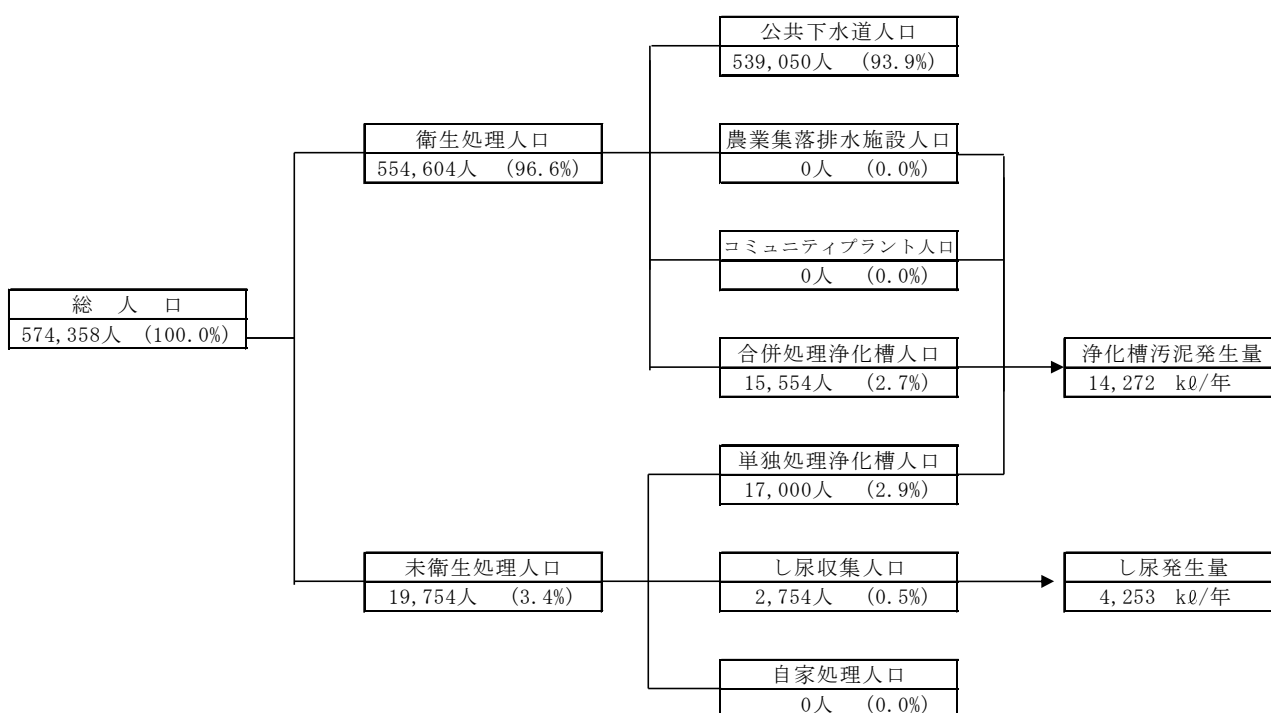 公共下水道人口
539,050人 (93.9%)
衛生処理人口
554,604人 (96.6%)
農業集落排水施設人口
0人 (0.0%)
コミュニティプラント人口
0人 (0.0%)
総 人 口
574,358人 (100.0%)
合併処理浄化槽人口
15,554人 (2.7%)
浄化槽汚泥発生量
14,272 kℓ/年
単独処理浄化槽人口
17,000人 (2.9%)
未衛生処理人口
19,754人 (3.4%)
し尿収集人口
2,754人 (0.5%)
し尿発生量
4,253 kℓ/年
自家処理人口
0人 (0.0%)